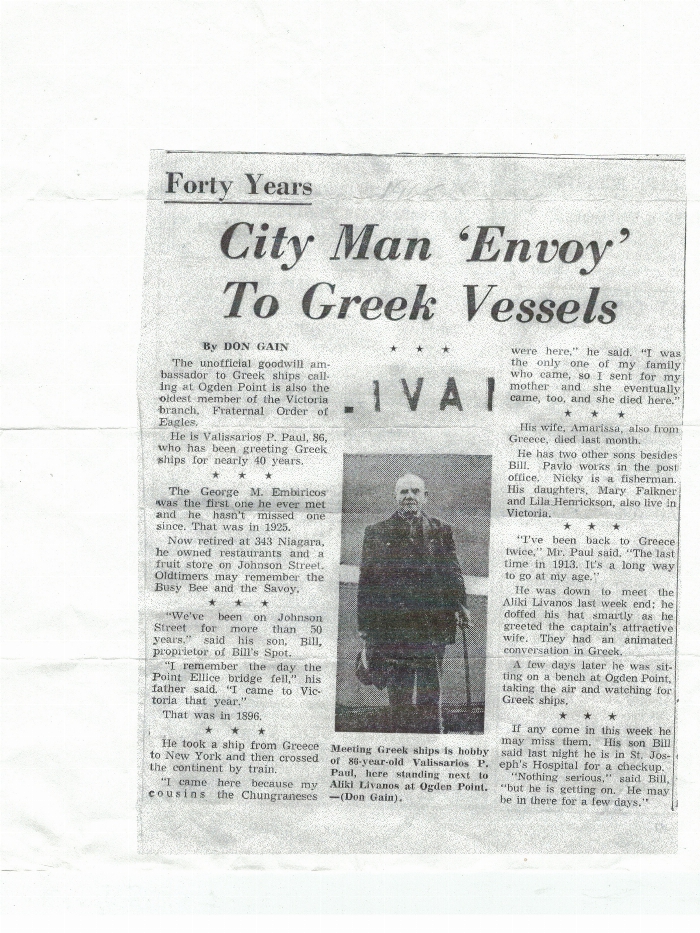 Forty Years
City Man ‘Envoy’
To Greek Vessels
By DON GAIN
The unofficial goodwill am-
bassador to Greek ships call-
ing at Ogden Point is also the
oldest member of the Victoria
branch, Fraternal Order of
Eagles.
He is Valissarios P. Paul, 86,
who has been greeting Greek
ships for nearly 40 years.
★ ★ ★
The George M. Embiricos
was the first one he ever met
and he hasn't missed one
since. That was in 1925.
Now retired at 343 Niagara,
he owned restaurants and a
fruit store on Johnson Street.
Oldtimers may remember the
Busy Bee and the Savoy.
★ ★ ★
"We've been on Johnson
Street for more than 50
years," said his son, Bill,
proprietor of Bill's Spot.
"I remember the day the
Point Ellice bridge fell," his
father said. "I came to Vic-
toria that year."
That was in 1896.
★ ★ ★
He took a ship from Greece
to New York and then crossed
the continent by train.
"I came here because my
cousins the Chungraneses
★ ★ ★
IVA
Meeting Greek ships is hobby
of 86-year-old Valissarios P.
Paul, here standing next to
Aliki Livanos at Ogden Point.
—(Don Gain).
were here," he said. "I was
the only one of my family
who came, so I sent for my
mother and she eventually
came, too, and she died here."
★ ★ ★
His wife, Amarissa, also from
Greece, died last month.
He has two other sons besides
Bill. Pavlo works in the post
office. Nicky is a fisherman.
His daughters, Mary Falkner
and Lila Henrickson, also live in
Victoria.
★ ★ ★
"I've been back to Greece
twice," Mr. Paul said. "The last
time in 1913. It's a long way
to go at my age."
He was down to meet the
Aliki Livanos last week end; he
doffed his hat smartly as he
greeted the captain's attractive
wife. They had an animated
conversation in Greek.
A few days later he was sit-
ting on a bench at Ogden Point,
taking the air and watching for
Greek ships.
★ ★ ★
If any come in this week he
may miss them. His son Bill
said last night he is in St. Jos-
eph's Hospital for a checkup.
"Nothing serious," said Bill,
"but he is getting on. He may
be in there for a few days."